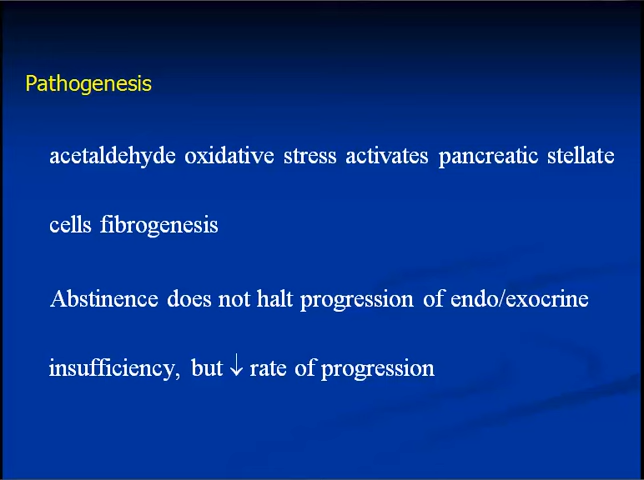 Pathogenesis
acetaldehyde oxidative stress activates pancreatic stellate
cells fibrogenesis
Abstinence does not halt progression of endo/exocrine
insufficiency, but ↓ rate of progression